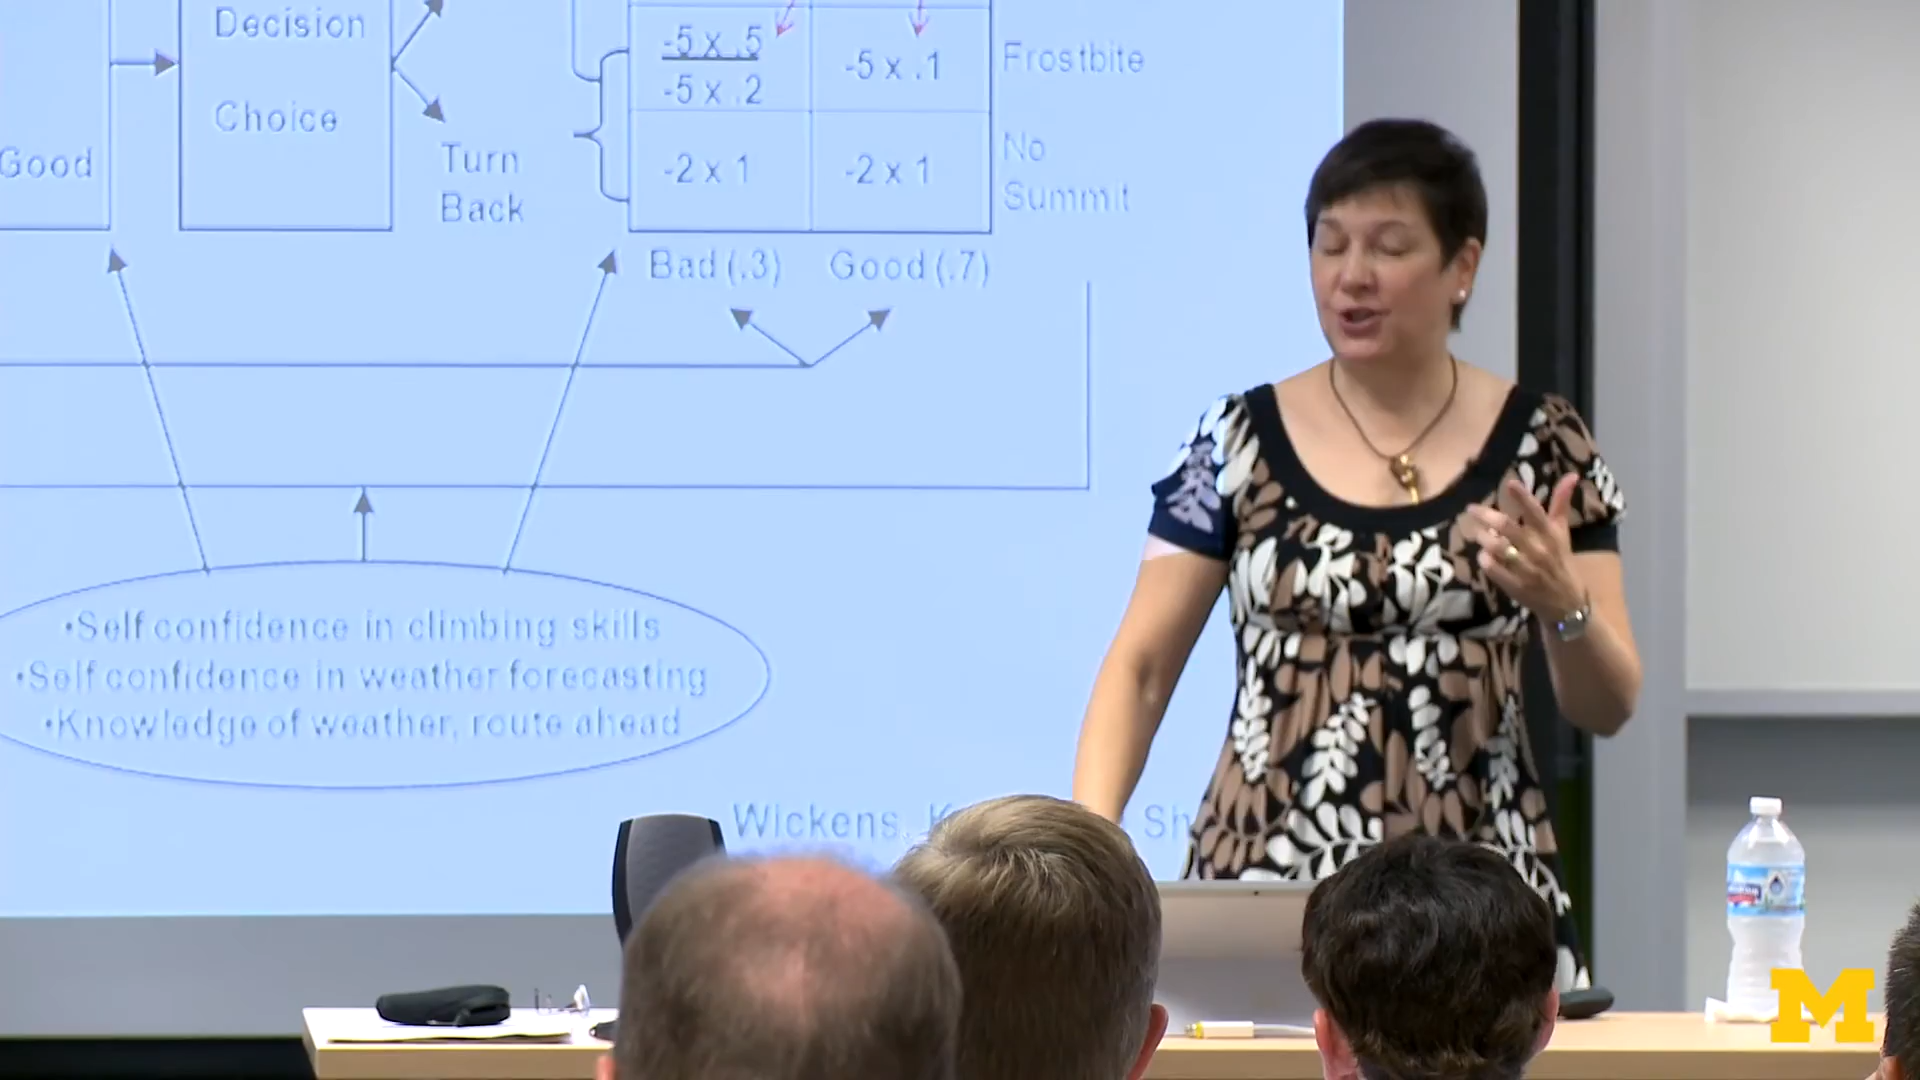 Decision
Choice
Good
Turn
Back
-5 x .5
-5 x .2
-5 x .1
Frostbite
-2 x 1
-2 x 1
No
Summit
Bad (.3)
Good (.7)
•Self confidence in climbing skills
•Self confidence in weather forecasting
•Knowledge of weather, route ahead
Wickens,
M